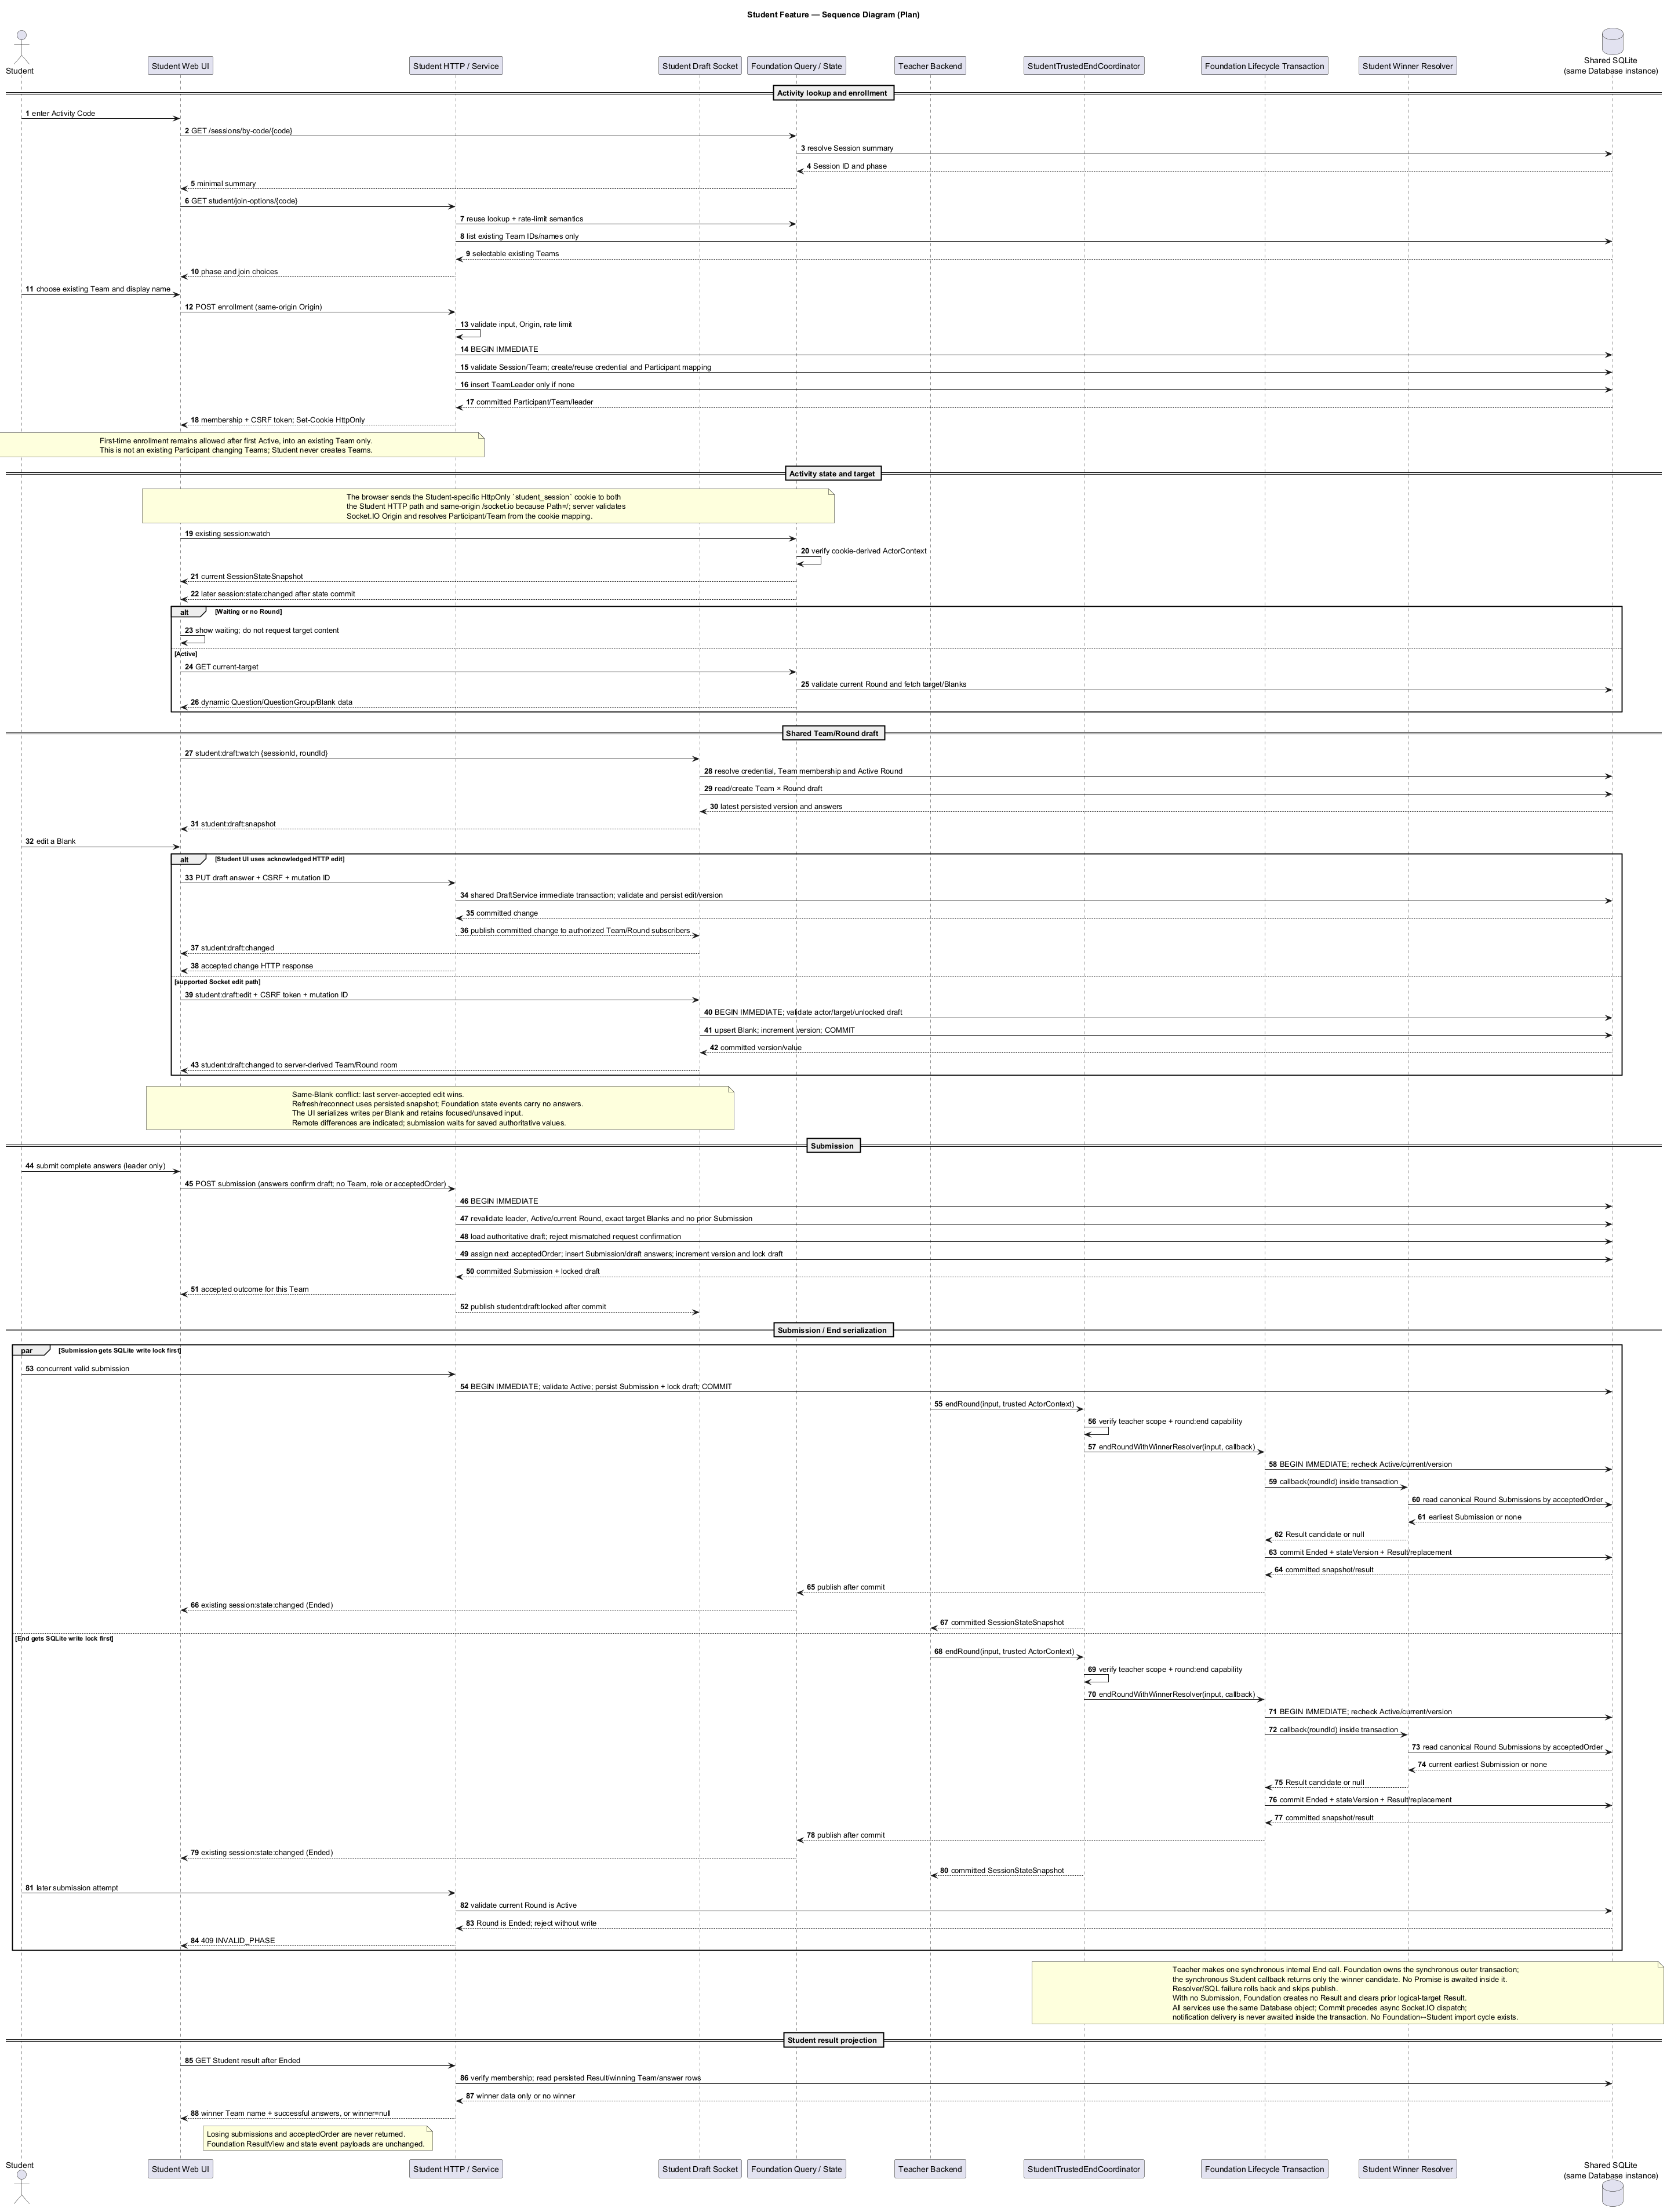 Student Feature — Sequence Diagram (Plan)
Student
Student Web UI
Student HTTP / Service
Student Draft Socket
Foundation Query / State
Teacher Backend
StudentTrustedEndCoordinator
Foundation Lifecycle Transaction
Student Winner Resolver
Shared SQLite
(same Database instance)
Activity lookup and enrollment
1 enter Activity Code
2 GET /sessions/by-code/{code}
3 resolve Session summary
4 Session ID and phase
5 minimal summary
6 GET student/join-options/{code}
7 reuse lookup + rate-limit semantics
8 list existing Team IDs/names only
9 selectable existing Teams
10 phase and join choices
11 choose existing Team and display name
12 POST enrollment (same-origin Origin)
13 validate input, Origin, rate limit
14 BEGIN IMMEDIATE
15 validate Session/Team; create/reuse credential and Participant mapping
16 insert TeamLeader only if none
17 committed Participant/Team/leader
18 membership + CSRF token; Set-Cookie HttpOnly
First-time enrollment remains allowed after first Active, into an existing Team only.
This is not an existing Participant changing Teams; Student never creates Teams.
Activity state and target
The browser sends the Student-specific HttpOnly `student_session` cookie to both
the Student HTTP path and same-origin /socket.io because Path=/; server validates
Socket.IO Origin and resolves Participant/Team from the cookie mapping.
19 existing session:watch
20 verify cookie-derived ActorContext
21 current SessionStateSnapshot
22 later session:state:changed after state commit
alt [Waiting or no Round]
23 show waiting; do not request target content
[Active]
24 GET current-target
25 validate current Round and fetch target/Blanks
26 dynamic Question/QuestionGroup/Blank data
Shared Team/Round draft
27 student:draft:watch {sessionId, roundId}
28 resolve credential, Team membership and Active Round
29 read/create Team × Round draft
30 latest persisted version and answers
31 student:draft:snapshot
32 edit a Blank
alt [Student UI uses acknowledged HTTP edit]
33 PUT draft answer + CSRF + mutation ID
34 shared DraftService immediate transaction; validate and persist edit/version
35 committed change
36 publish committed change to authorized Team/Round subscribers
37 student:draft:changed
38 accepted change HTTP response
[supported Socket edit path]
39 student:draft:edit + CSRF token + mutation ID
40 BEGIN IMMEDIATE; validate actor/target/unlocked draft
41 upsert Blank; increment version; COMMIT
42 committed version/value
43 student:draft:changed to server-derived Team/Round room
Same-Blank conflict: last server-accepted edit wins.
Refresh/reconnect uses persisted snapshot; Foundation state events carry no answers.
The UI serializes writes per Blank and retains focused/unsaved input.
Remote differences are indicated; submission waits for saved authoritative values.
Submission
44 submit complete answers (leader only)
45 POST submission (answers confirm draft; no Team, role or acceptedOrder)
46 BEGIN IMMEDIATE
47 revalidate leader, Active/current Round, exact target Blanks and no prior Submission
48 load authoritative draft; reject mismatched request confirmation
49 assign next acceptedOrder; insert Submission/draft answers; increment version and lock draft
50 committed Submission + locked draft
51 accepted outcome for this Team
52 publish student:draft:locked after commit
Submission / End serialization
par [Submission gets SQLite write lock first]
53 concurrent valid submission
54 BEGIN IMMEDIATE; validate Active; persist Submission + lock draft; COMMIT
55 endRound(input, trusted ActorContext)
56 verify teacher scope + round:end capability
57 endRoundWithWinnerResolver(input, callback)
58 BEGIN IMMEDIATE; recheck Active/current/version
59 callback(roundId) inside transaction
60 read canonical Round Submissions by acceptedOrder
61 earliest Submission or none
62 Result candidate or null
63 commit Ended + stateVersion + Result/replacement
64 committed snapshot/result
65 publish after commit
66 existing session:state:changed (Ended)
67 committed SessionStateSnapshot
[End gets SQLite write lock first]
68 endRound(input, trusted ActorContext)
69 verify teacher scope + round:end capability
70 endRoundWithWinnerResolver(input, callback)
71 BEGIN IMMEDIATE; recheck Active/current/version
72 callback(roundId) inside transaction
73 read canonical Round Submissions by acceptedOrder
74 current earliest Submission or none
75 Result candidate or null
76 commit Ended + stateVersion + Result/replacement
77 committed snapshot/result
78 publish after commit
79 existing session:state:changed (Ended)
80 committed SessionStateSnapshot
81 later submission attempt
82 validate current Round is Active
83 Round is Ended; reject without write
84 409 INVALID_PHASE
Teacher makes one synchronous internal End call. Foundation owns the synchronous outer transaction;
the synchronous Student callback returns only the winner candidate. No Promise is awaited inside it.
Resolver/SQL failure rolls back and skips publish.
With no Submission, Foundation creates no Result and clears prior logical-target Result.
All services use the same Database object; Commit precedes async Socket.IO dispatch;
notification delivery is never awaited inside the transaction. No Foundation↔Student import cycle exists.
Student result projection
85 GET Student result after Ended
86 verify membership; read persisted Result/winning Team/answer rows
87 winner data only or no winner
88 winner Team name + successful answers, or winner=null
Losing submissions and acceptedOrder are never returned.
Foundation ResultView and state event payloads are unchanged.
Student
Student Web UI
Student HTTP / Service
Student Draft Socket
Foundation Query / State
Teacher Backend
StudentTrustedEndCoordinator
Foundation Lifecycle Transaction
Student Winner Resolver
Shared SQLite
(same Database instance)